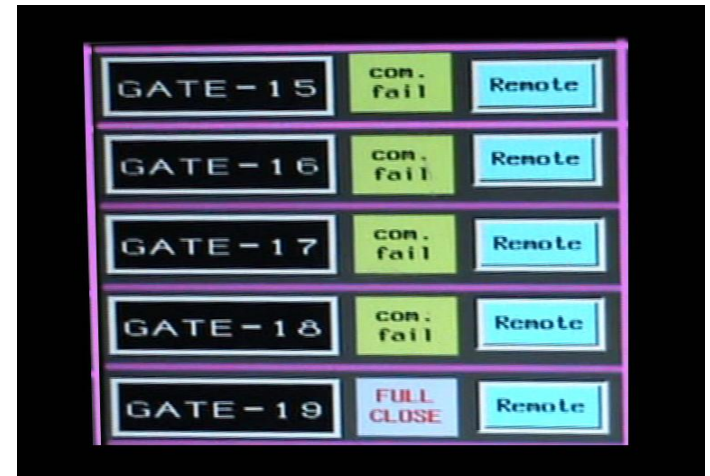 GATE-15 com. fail Remote
GATE-16 com. fail Remote
GATE-17 com. fail Remote
GATE-18 com. fail Remote
GATE-19 FULL CLOSE Remote